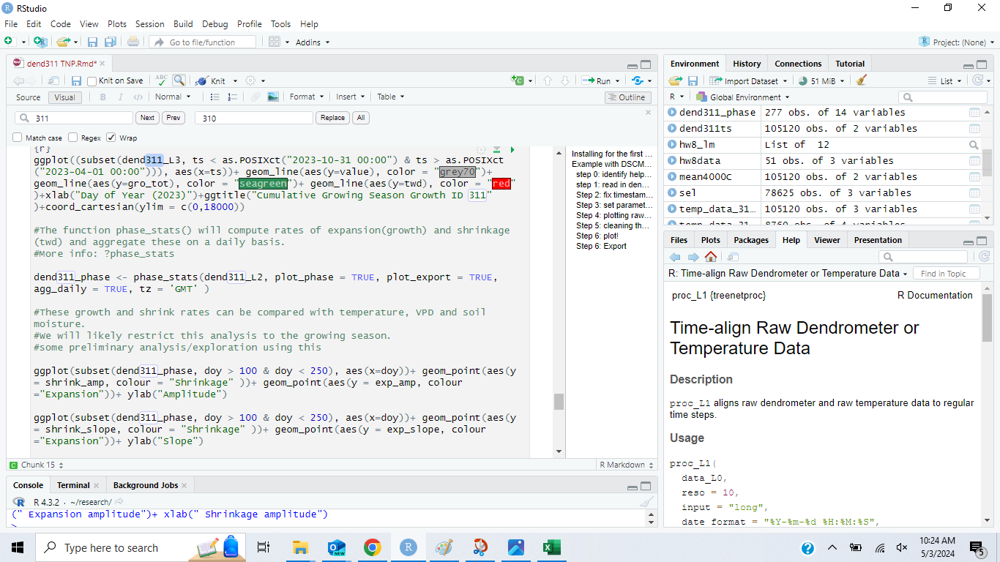 RStudio
File Edit Code View Plots Session Build Debug Profile Tools Help
Go to file/function Addins Project: (None)
dend311 TNP.Rmd*
Knit on Save ABC Knit Run
Source Visual B I </> Normal Format Insert Table Outline
311 Next Prev 310 Replace All
Match case Regex Wrap
{r}
ggplot((subset(dend311_L3, ts < as.POSIXct("2023-10-31 00:00") & ts > as.POSIXct
("2023-04-01 00:00"))), aes(x=ts))+ geom_line(aes(y=value), color = "grey70")+
geom_line(aes(y=gro_tot), color = "seagreen")+ geom_line(aes(y=twd), color = "red"
)+xlab("Day of Year (2023)")+ggtitle("Cumulative Growing Season Growth ID 311"
)+coord_cartesian(ylim = c(0,18000))
#The function phase_stats() will compute rates of expansion(growth) and shrinkage
(twd) and aggregate these on a daily basis.
#More info: ?phase_stats
dend311_phase <- phase_stats(dend311_L2, plot_phase = TRUE, plot_export = TRUE,
agg_daily = TRUE, tz = 'GMT' )
#These growth and shrink rates can be compared with temperature, VPD and soil
moisture.
#We will likely restrict this analysis to the growing season.
#some preliminary analysis/exploration using this
ggplot(subset(dend311_phase, doy > 100 & doy < 250), aes(x=doy))+ geom_point(aes(y
= shrink_amp, colour = "Shrinkage" ))+ geom_point(aes(y = exp_amp, colour
="Expansion"))+ ylab("Amplitude")
ggplot(subset(dend311_phase, doy > 100 & doy < 250), aes(x=doy))+ geom_point(aes(y
= shrink_slope, colour = "Shrinkage" ))+ geom_point(aes(y = exp_slope, colour
="Expansion"))+ ylab("Slope")
Installing for the first ...
Example with DSCM...
step 0: identify help...
step 1: read in den...
Step 2: fix timestam...
Step 3: set paramet...
Step 4: plotting raw...
Step 5: cleaning th...
Step 6: plot!
Step 6: Export
C Chunk 15 R Markdown
Console Terminal Background Jobs
R 4.3.2 · ~/research/
(" Expansion amplitude")+ xlab(" Shrinkage amplitude")
>
Environment History Connections Tutorial
Import Dataset 51 MiB List
R Global Environment
dend311_phase 277 obs. of 14 variables
dend311ts 105120 obs. of 2 variables
hw8_lm List of 12
hw8data 51 obs. of 3 variables
mean4000C 105120 obs. of 2 variables
sel 78625 obs. of 3 variables
temp_data_31... 105120 obs. of 3 variables
temp_data_31 8760 obs. of 4 variables
Files Plots Packages Help Viewer Presentation
R: Time-align Raw Dendrometer or Temperature Data Find in Topic
proc_L1 {treenetproc} R Documentation
Time-align Raw Dendrometer or
Temperature Data
Description
proc_L1 aligns raw dendrometer and raw temperature data to regular
time steps.
Usage
proc_L1(
data_L0,
reso = 10,
input = "long",
date_format = "%Y-%m-%d %H:%M:%S",
Type here to search
NEW
10:24 AM
5/3/2024
5